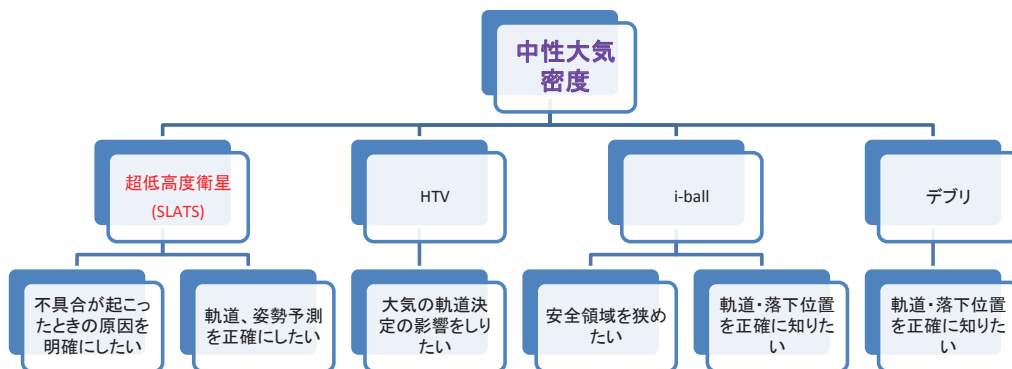 中性大気
密度
超低高度衛星
(SLATS)
HTV
i-ball
デブリ
不具合が起こっ
たときの原因を
明確にしたい
軌道、姿勢予測
を正確にしたい
大気の軌道決
定の影響をしり
たい
安全領域を狭め
たい
軌道・落下位置
を正確に知りた
い
軌道・落下位置
を正確に知りた
い